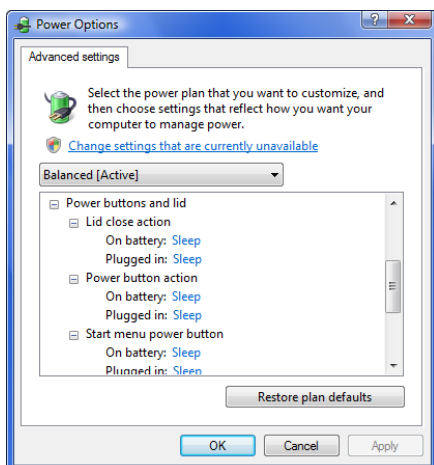 Power Options
Advanced settings
Select the power plan that you want to customize, and
then choose settings that reflect how you want your
computer to manage power.
Change settings that are currently unavailable
Balanced [Active]
Power buttons and lid
Lid close action
On battery: Sleep
Plugged in: Sleep
Power button action
On battery: Sleep
Plugged in: Sleep
Start menu power button
On battery: Sleep
Plugged in: Sleep
Restore plan defaults
OK Cancel Apply